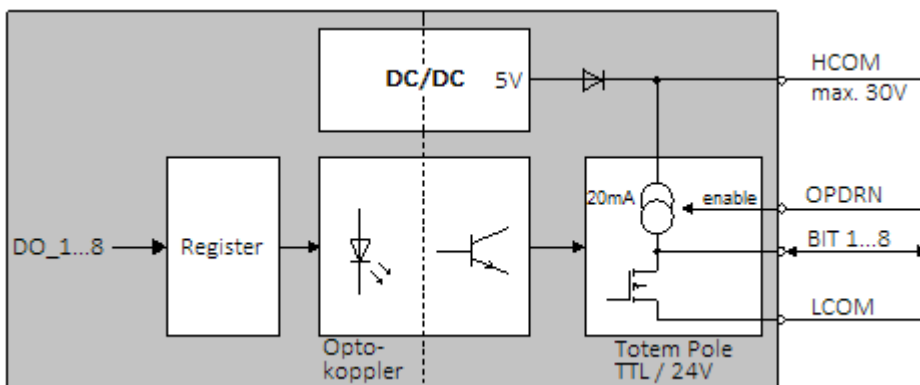 DC/DC
5V
HCOM
max. 30V
20mA
enable
OPDRN
DO_1...8
Register
BIT 1...8
LCOM
Opto-
koppler
Totem Pole
TTL / 24V